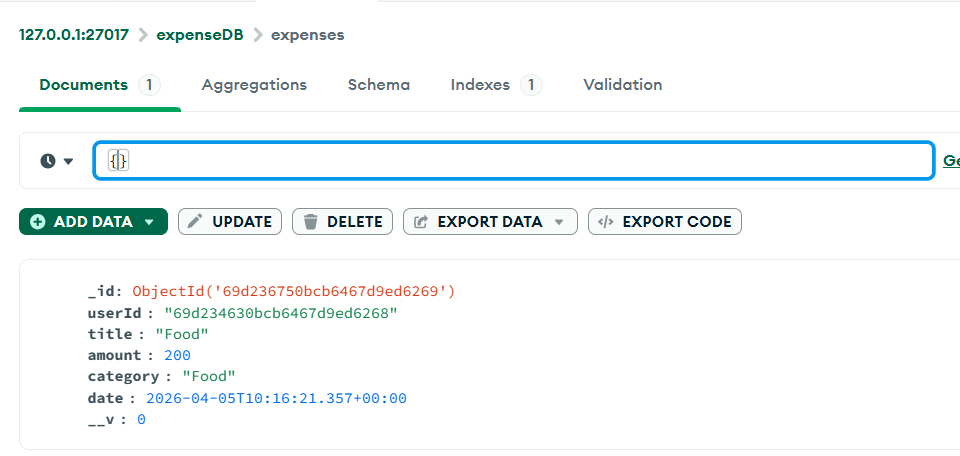 127.0.0.1:27017 > expenseDB > expenses
Documents 1 Aggregations Schema Indexes 1 Validation
{}
Ge
ADD DATA UPDATE DELETE EXPORT DATA </> EXPORT CODE
_id: ObjectId('69d236750bcb6467d9ed6269')
userId : "69d234630bcb6467d9ed6268"
title : "Food"
amount : 200
category : "Food"
date : 2026-04-05T10:16:21.357+00:00
__v : 0